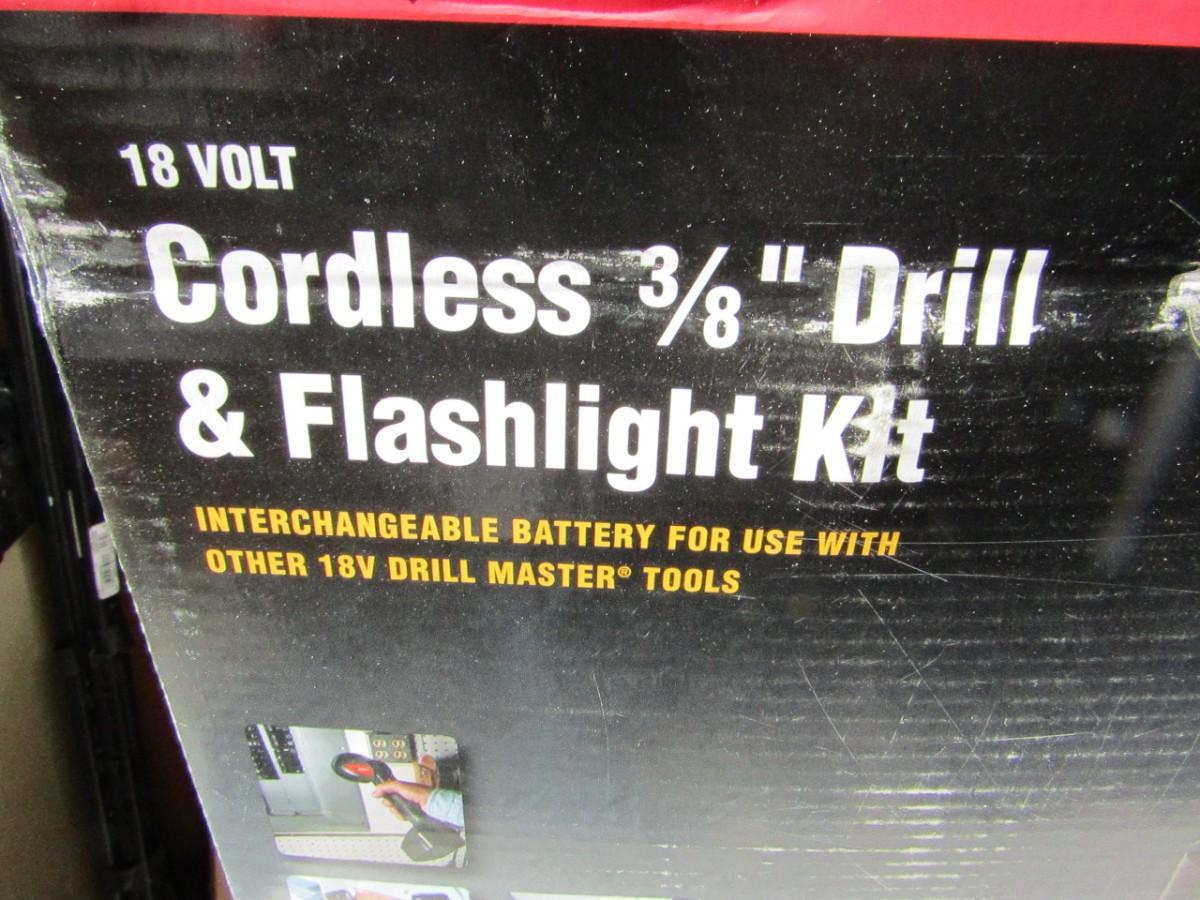 18 VOLT
Cordless ⅜" Drill
& Flashlight Kit
INTERCHANGEABLE BATTERY FOR USE WITH
OTHER 18V DRILL MASTER® TOOLS